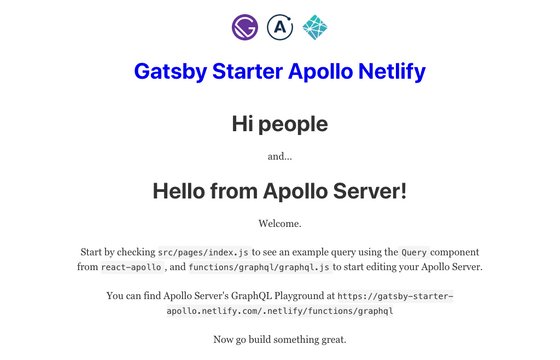 Gatsby Starter Apollo Netlify
Hi people
and...
Hello from Apollo Server!
Welcome.
Start by checking src/pages/index.js to see an example query using the Query component
from react-apollo , and functions/graphql/graphql.js to start editing your Apollo Server.
You can find Apollo Server's GraphQL Playground at https://gatsby-starter-
apollo.netlify.com/.netlify/functions/graphql
Now go build something great.